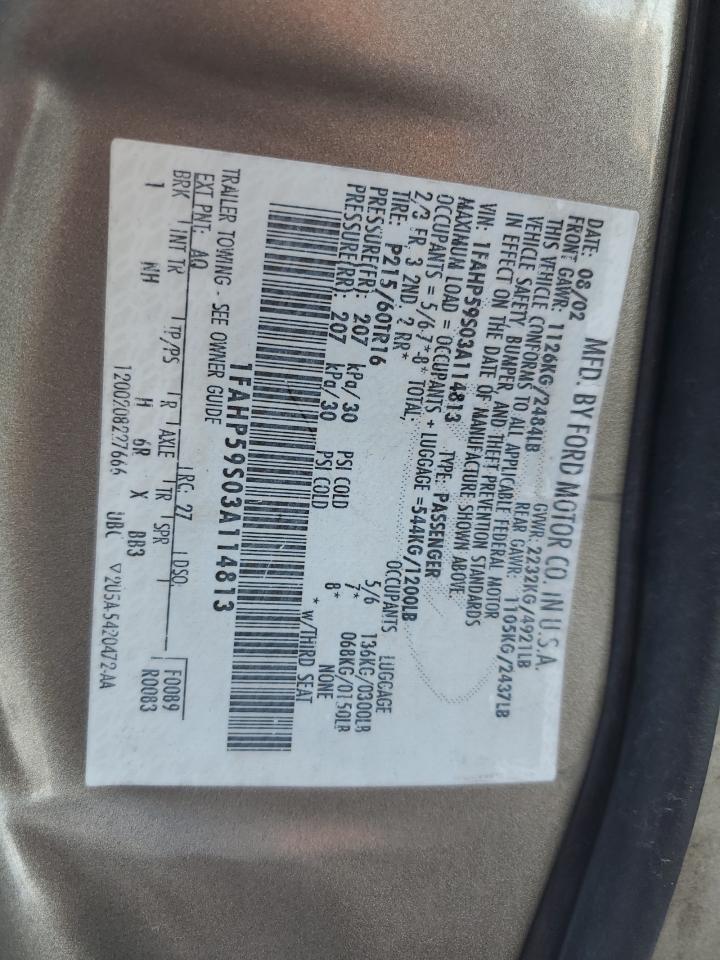 DATE: 08/02 MFD. BY FORD MOTOR CO. IN U.S.A.
FRONT GAWR: 1126KG/2484LB GVWR: 2232KG/4921LB
REAR GAWR: 1105KG/2437LB
THIS VEHICLE CONFORMS TO ALL APPLICABLE FEDERAL MOTOR
VEHICLE SAFETY, BUMPER, AND THEFT PREVENTION STANDARDS
IN EFFECT ON THE DATE OF MANUFACTURE SHOWN ABOVE.
VIN: 1FAHP59S03A114813 TYPE: PASSENGER
MAXIMUM LOAD = OCCUPANTS + LUGGAGE = 544KG/1200LB
OCCUPANTS = 5/6.7*8* TOTAL,
2/3 FR, 3 2ND, 2 RR* OCCUPANTS LUGGAGE
TIRE: P215/60TR16 5/6 136KG/0300LB
PRESSURE(FR): 207 kPa/30 PSI COLD 7* 068KG/0150LB
PRESSURE(RR): 207 kPa/30 PSI COLD 8* NONE
* w/THIRD SEAT
1FAHP59S03A114813
TRAILER TOWING - SEE OWNER GUIDE
EXT PNT: AQ RC: 27 DSO: F0089
BRK INT TR TP/PS R AXLE TR SPR R0083
1 NH H 6R X BB3
1200208227666 UBC ▽2U5A5420472-AA